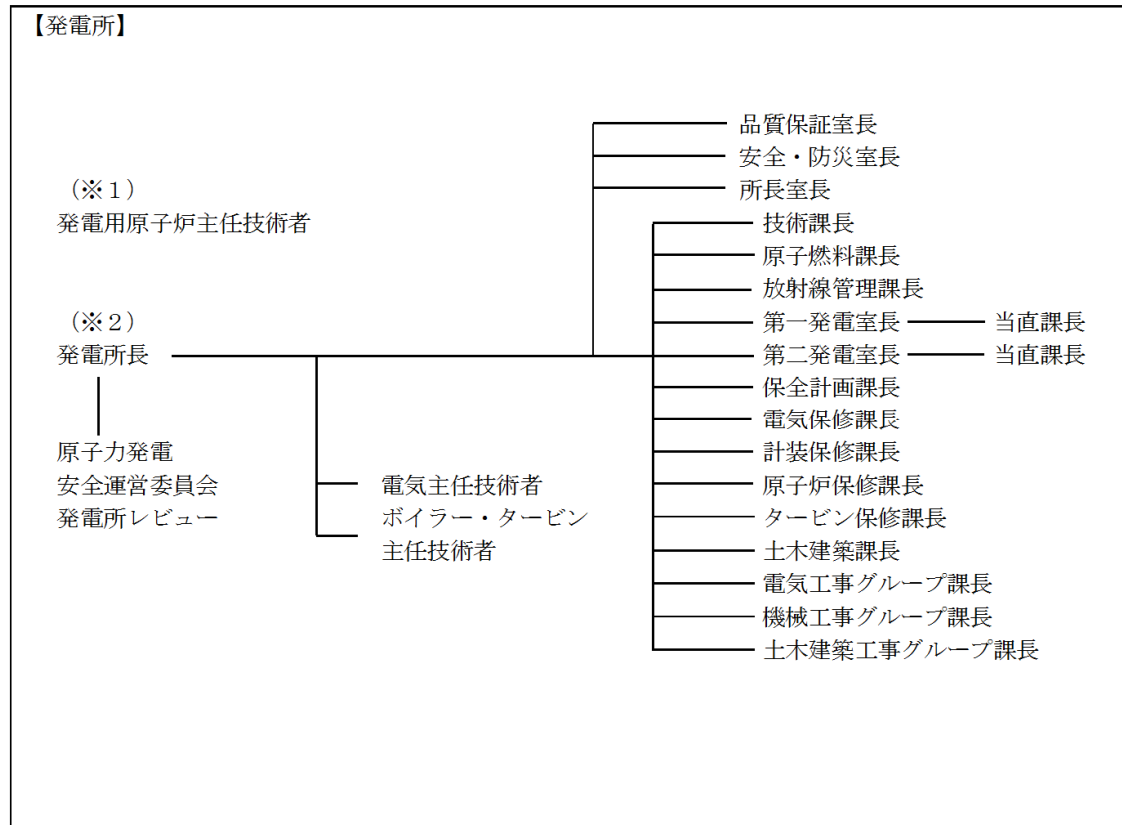 【発電所】
品質保証室長
安全・防災室長
所長室長
(※1)
発電用原子炉主任技術者
技術課長
原子燃料課長
放射線管理課長
(※2)
第一発電室長 当直課長
発電所長
第二発電室長 当直課長
保全計画課長
電気保修課長
計装保修課長
原子炉保修課長
タービン保修課長
土木建築課長
電気工事グループ課長
機械工事グループ課長
土木建築工事グループ課長
原子力発電
安全運営委員会
発電所レビュー
電気主任技術者
ボイラー・タービン
主任技術者